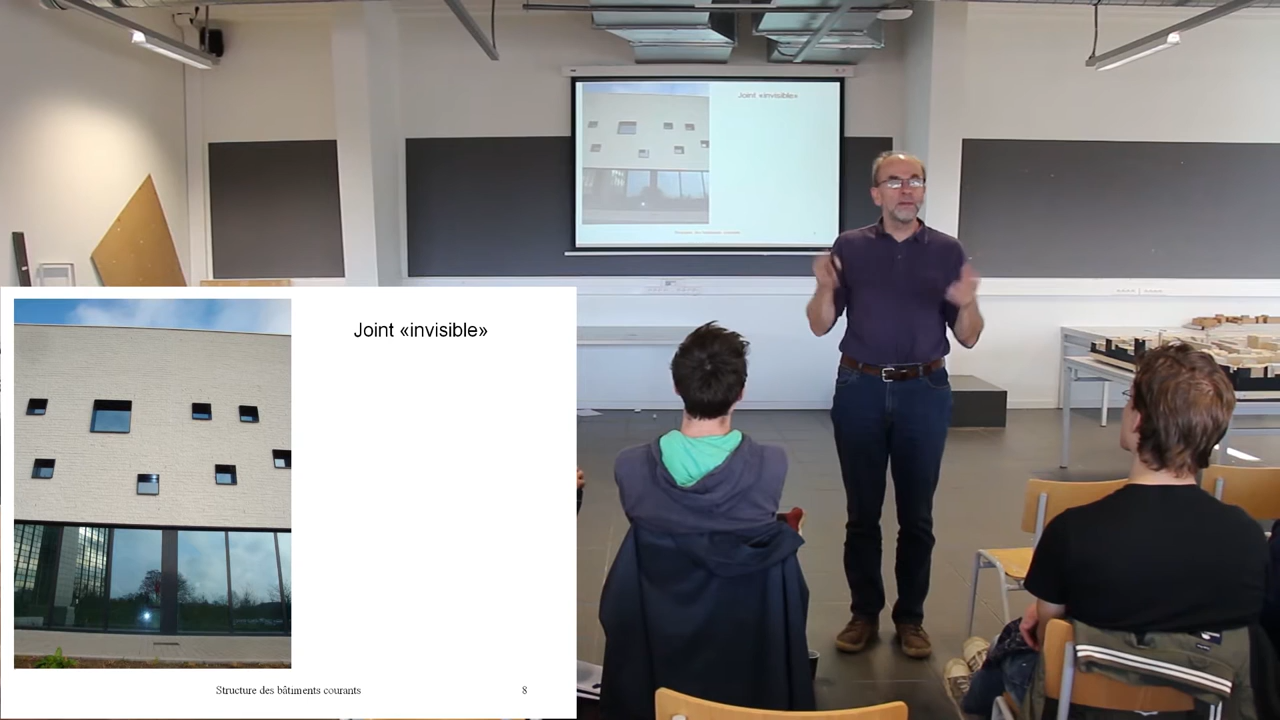 Joint «invisible»
Joint «invisible»
Structure des bâtiments courants
8